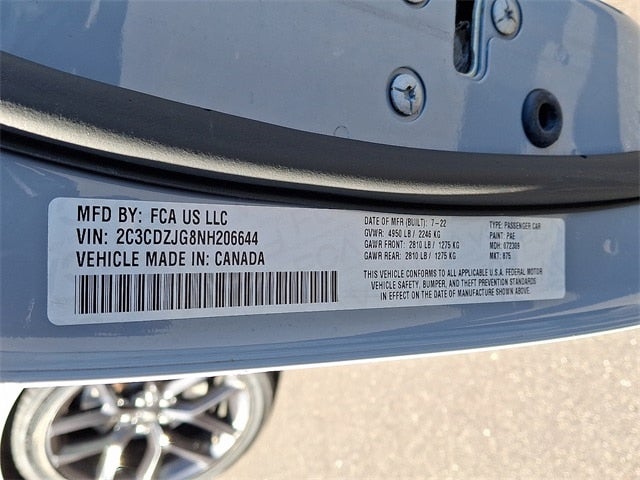 MFD BY: FCA US LLC
VIN: 2C3CDZJG8NH206644
VEHICLE MADE IN: CANADA
DATE OF MFR (BUILT): 7-22
GVWR: 4950 LB / 2246 KG
GAWR FRONT: 2810 LB / 1275 KG
GAWR REAR: 2810 LB / 1275 KG
TYPE: PASSENGER CAR
PAINT: PAE
MDH: 072309
MKT: 875
THIS VEHICLE CONFORMS TO ALL APPLICABLE U.S.A. FEDERAL MOTOR
VEHICLE SAFETY, BUMPER, AND THEFT PREVENTION STANDARDS
IN EFFECT ON THE DATE OF MANUFACTURE SHOWN ABOVE.